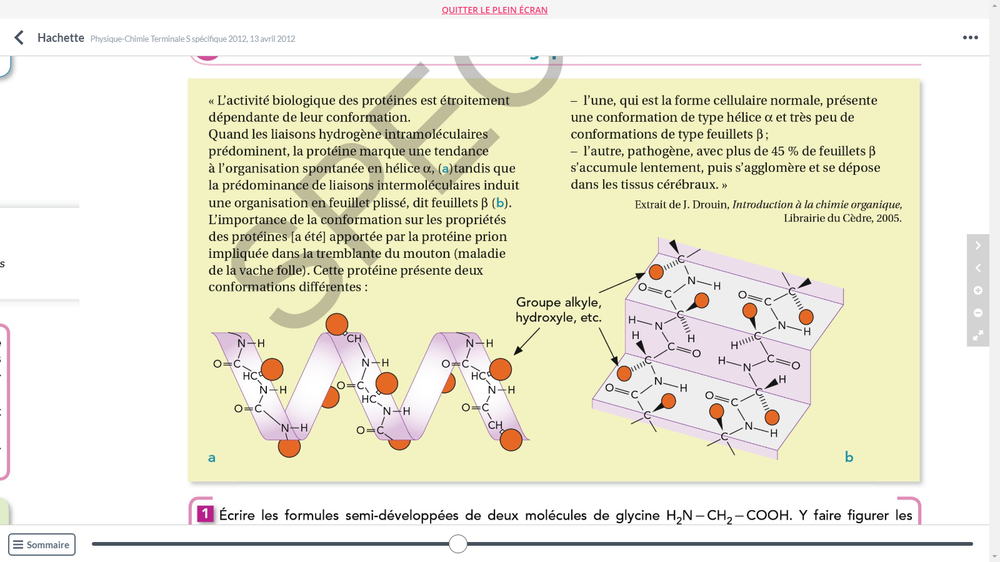 QUITTER LE PLEIN ÉCRAN
Hachette Physique-Chimie Terminale S spécifique 2012, 13 avril 2012
« L’activité biologique des protéines est étroitement
dépendante de leur conformation.
Quand les liaisons hydrogène intramoléculaires
prédominent, la protéine marque une tendance
à l’organisation spontanée en hélice α, (a)tandis que
la prédominance de liaisons intermoléculaires induit
une organisation en feuillet plissé, dit feuillets β (b).
L’importance de la conformation sur les propriétés
des protéines [a été] apportée par la protéine prion
impliquée dans la tremblante du mouton (maladie
de la vache folle). Cette protéine présente deux
conformations différentes :
– l’une, qui est la forme cellulaire normale, présente
une conformation de type hélice α et très peu de
conformations de type feuillets β ;
– l’autre, pathogène, avec plus de 45 % de feuillets β
s’accumule lentement, puis s’agglomère et se dépose
dans les tissus cérébraux. »
Extrait de J. Drouin, Introduction à la chimie organique,
Librairie du Cèdre, 2005.
SPEC
Groupe alkyle,
hydroxyle, etc.
N–H
O=C
HC
N–H
O=C
N–H
CH
N–H
O=C
HC
N–H
O=C
N–H
O=C
HC
N–H
O=C
CH
a
C
N–H
O=C
C
H
H–N
C=O
H
C
N–H
O=C
C
C
O=C
N–H
C
H
H–N
C=O
H
C
O=C
N–H
C
b
1 Écrire les formules semi-développées de deux molécules de glycine H₂N – CH₂ – COOH. Y faire figurer les
Sommaire